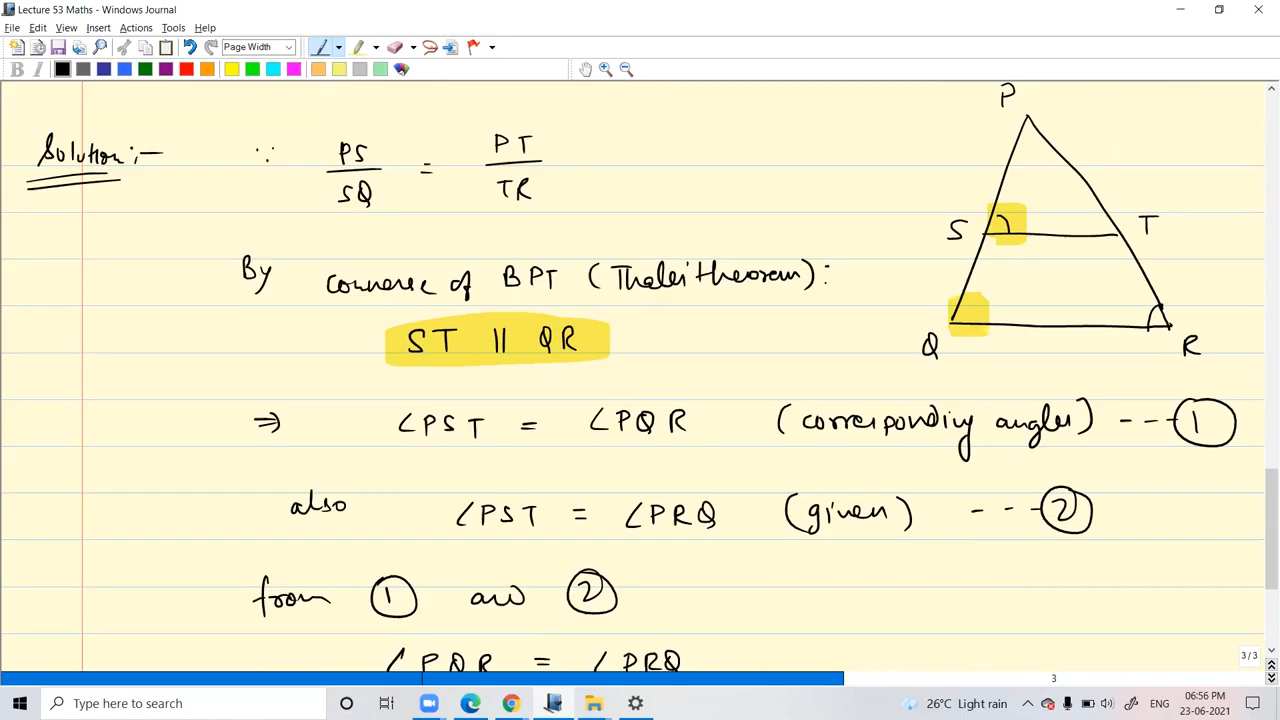 Lecture 53 Maths - Windows Journal
File Edit View Insert Actions Tools Help
Page Width
B I
P
Solution :- ∵ PS/SQ = PT/TR
S T
By converse of BPT (Thales theorem) :
ST || QR
Q R
⇒ ∠PST = ∠PQR (corresponding angles) ---①
also ∠PST = ∠PRQ (given) ---②
from ① and ②
∠PQR = ∠PRQ
3/3
3
Type here to search
26°C Light rain
06:56 PM
23-06-2021